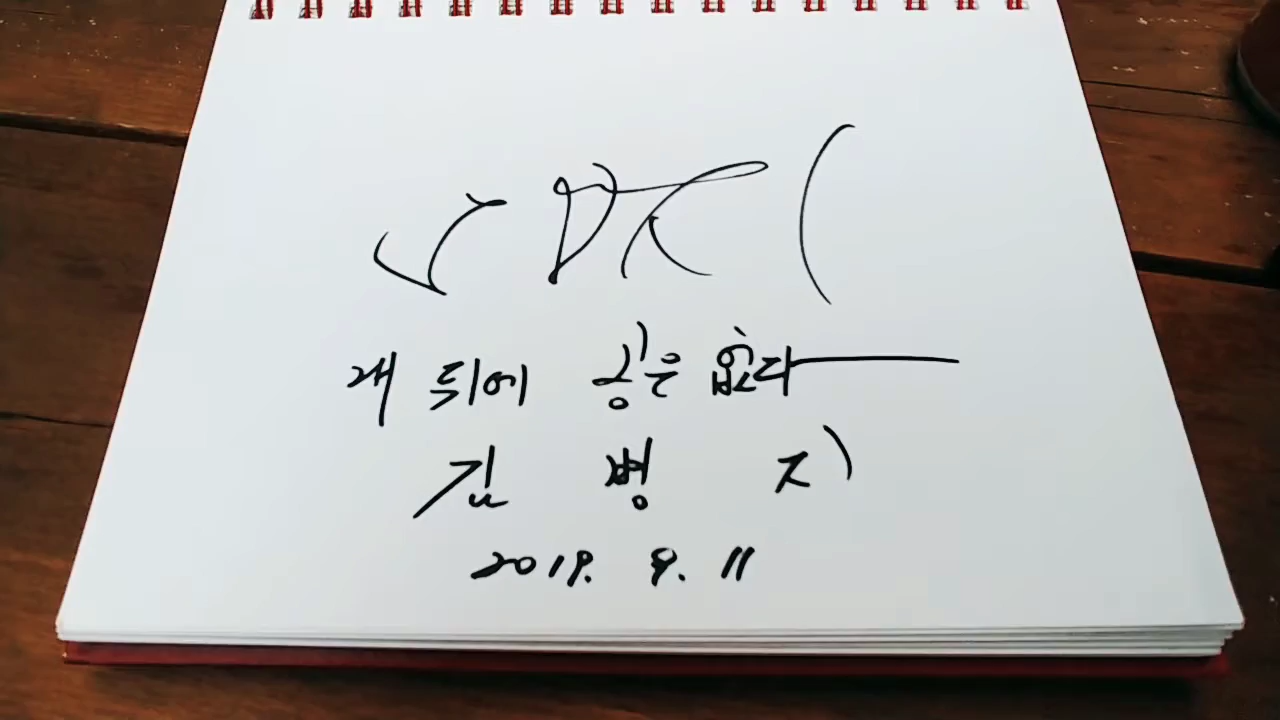 내 뒤에 공은 없다
김 병 지
2019. 9. 11